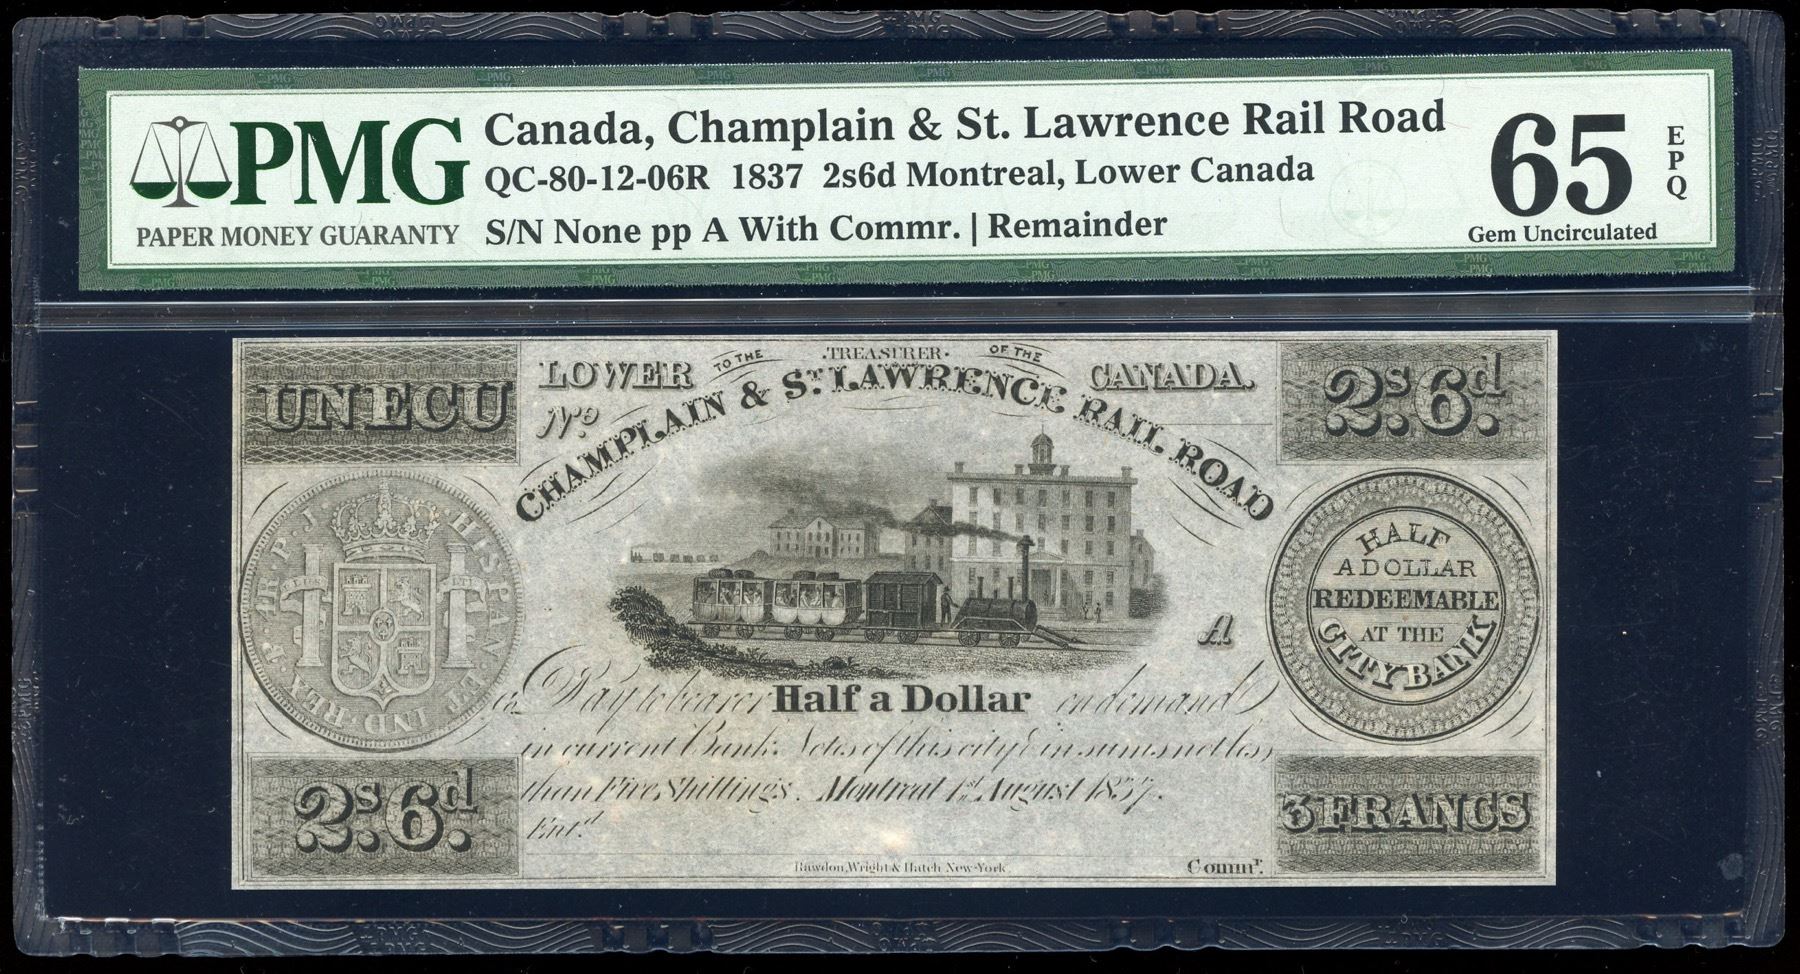 PMG
PAPER MONEY GUARANTY
Canada, Champlain & St. Lawrence Rail Road
QC-80-12-06R 1837 2s6d Montreal, Lower Canada
S/N None pp A With Commr. | Remainder
65
EPQ
Gem Uncirculated
UN ECU
LOWER
TO THE TREASURER OF THE
CANADA.
2s.6d.
No
CHAMPLAIN & ST. LAWRENCE RAIL ROAD
HISPAN.ET IND.REX
HALF
A DOLLAR
REDEEMABLE
AT THE
CITY BANK
A
Pay to bearer Half a Dollar on demand
in current Bank Notes of this city & in sums not less
than Five Shillings. Montreal 1st August 1837.
2s.6d.
3 FRANCS
Ent.d
Rawdon, Wright & Hatch New-York.
Commr.